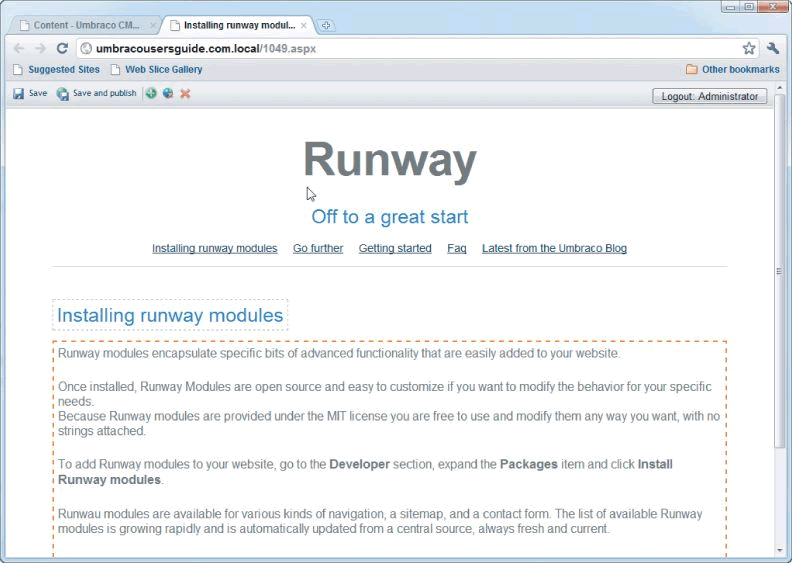 Content - Umbraco CM...
Installing runway modul...
umbracousersguide.com.local/1049.aspx
Suggested Sites
Web Slice Gallery
Other bookmarks
Save
Save and publish
Logout: Administrator
Runway
Off to a great start
Installing runway modules Go further Getting started Faq Latest from the Umbraco Blog
Installing runway modules
Runway modules encapsulate specific bits of advanced functionality that are easily added to your website.
Once installed, Runway Modules are open source and easy to customize if you want to modify the behavior for your specific
needs.
Because Runway modules are provided under the MIT license you are free to use and modify them any way you want, with no
strings attached.
To add Runway modules to your website, go to the Developer section, expand the Packages item and click Install
Runway modules.
Runwau modules are available for various kinds of navigation, a sitemap, and a contact form. The list of available Runway
modules is growing rapidly and is automatically updated from a central source, always fresh and current.